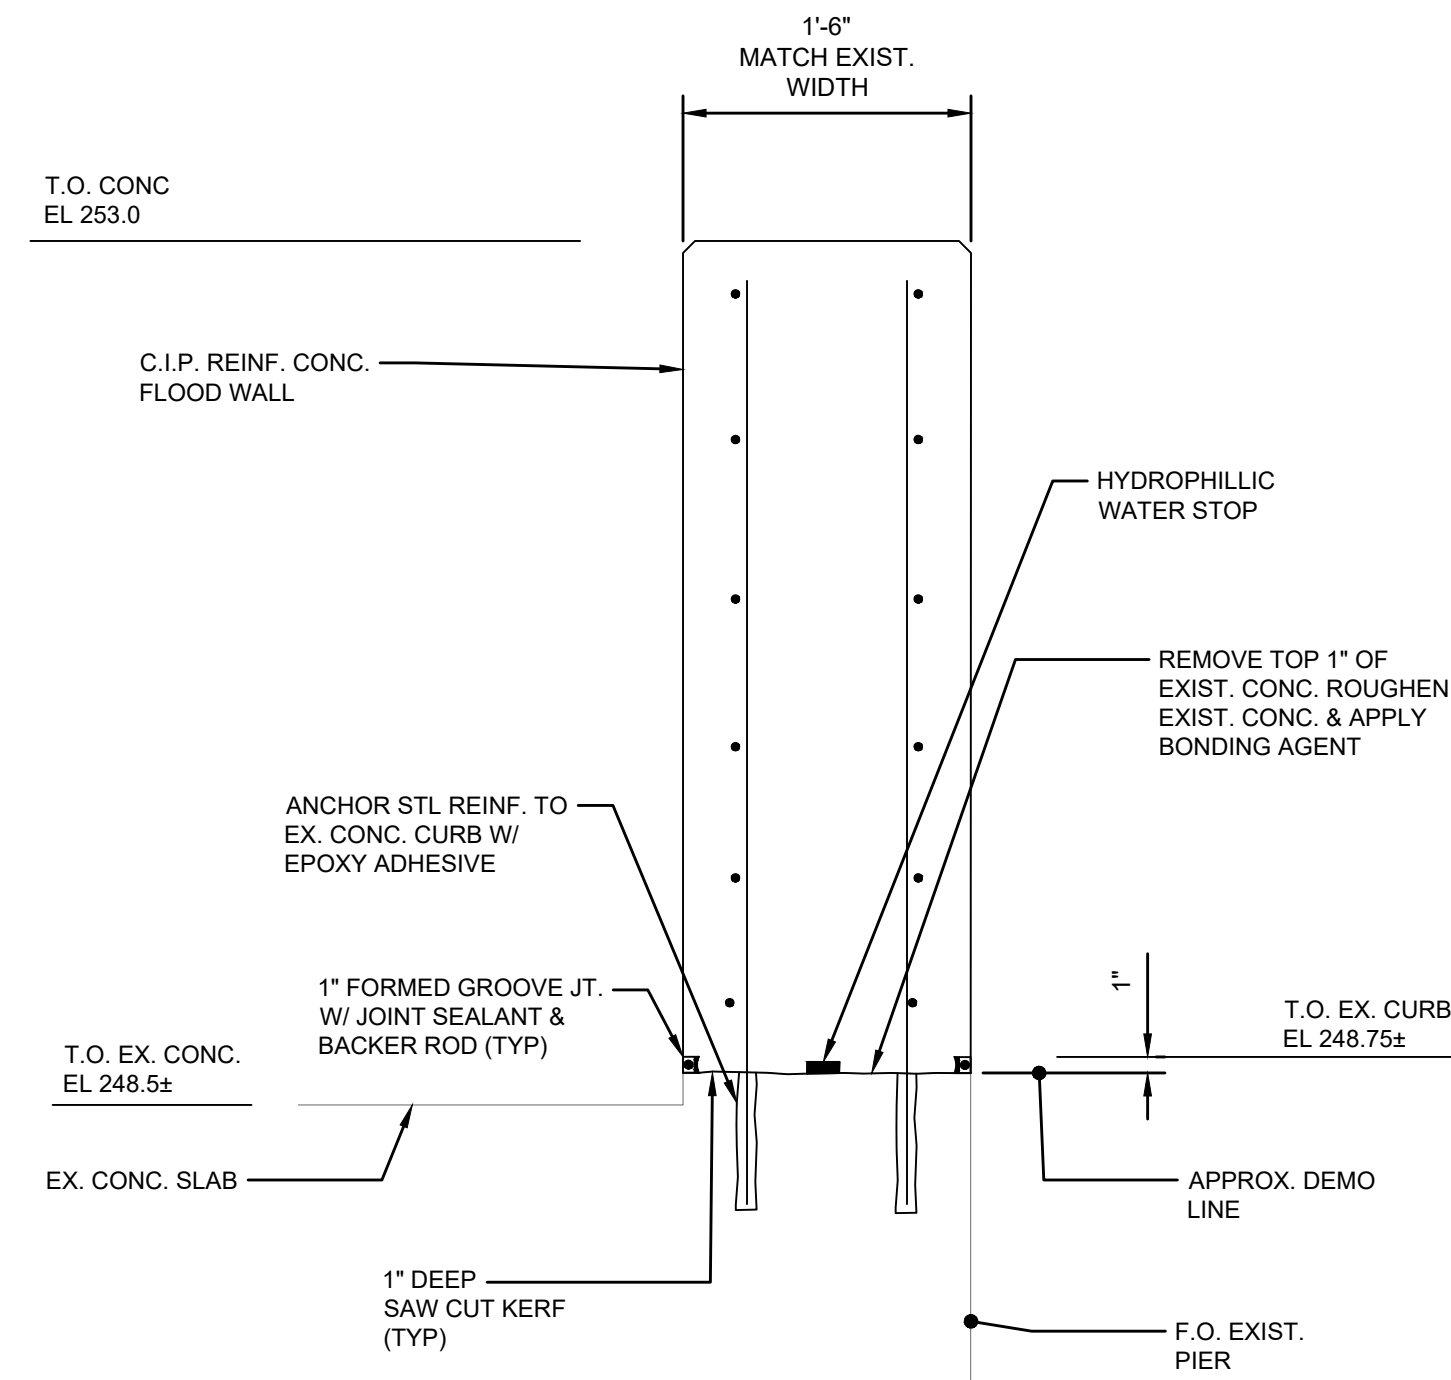 1'-6"
MATCH EXIST.
WIDTH
T.O. CONC
EL 253.0
C.I.P. REINF. CONC.
FLOOD WALL
HYDROPHILLIC
WATER STOP
REMOVE TOP 1" OF
EXIST. CONC. ROUGHEN
EXIST. CONC. & APPLY
BONDING AGENT
ANCHOR STL REINF. TO
EX. CONC. CURB W/
EPOXY ADHESIVE
1" FORMED GROOVE JT.
W/ JOINT SEALANT &
BACKER ROD (TYP)
1"
T.O. EX. CURB
EL 248.75±
T.O. EX. CONC.
EL 248.5±
EX. CONC. SLAB
APPROX. DEMO
LINE
1" DEEP
SAW CUT KERF
(TYP)
F.O. EXIST.
PIER